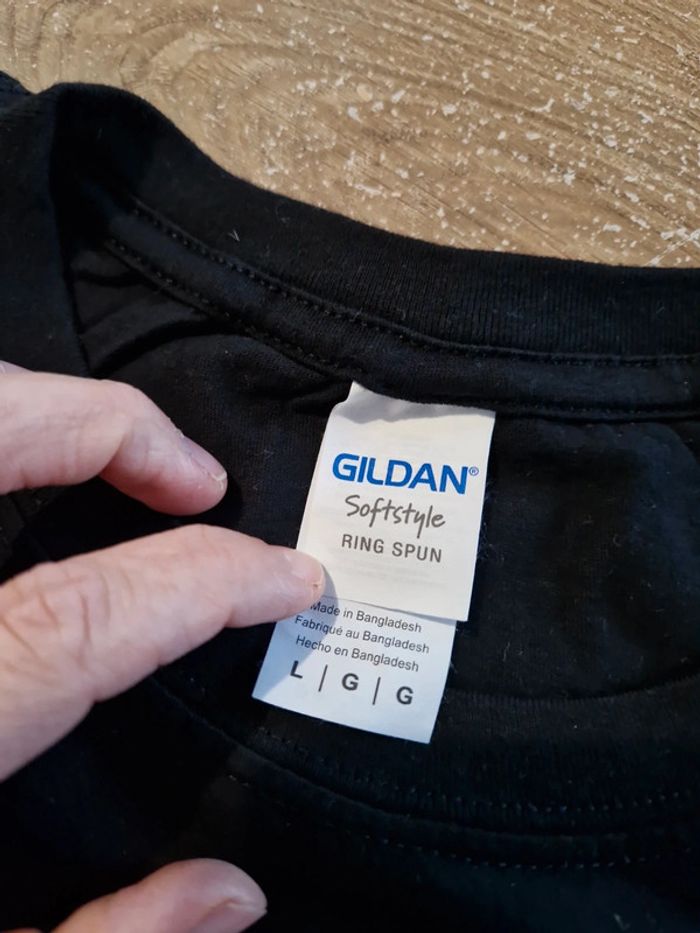 GILDAN®
Softstyle
RING SPUN
Made in Bangladesh
Fabriqué au Bangladesh
Hecho en Bangladesh
L | G | G